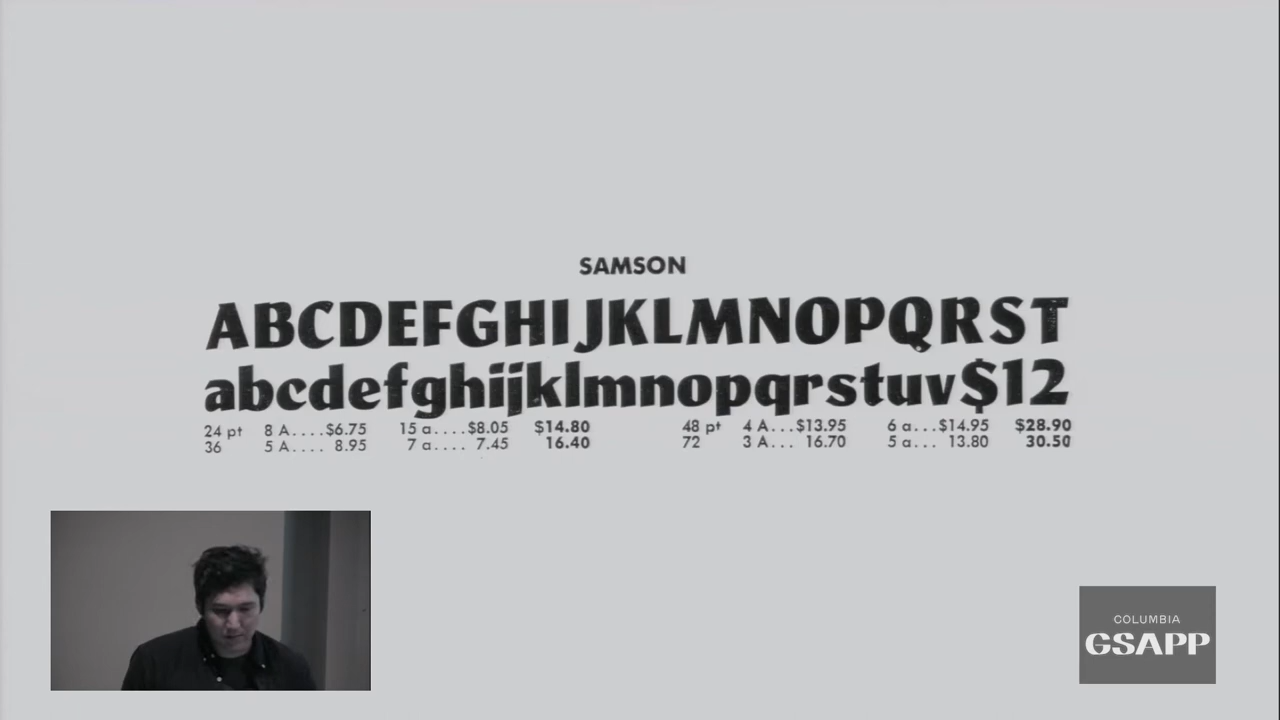 SAMSON
ABCDEFGHIJKLMNOPQRST
abcdefghijklmnopqrstuv$12
24 pt 8 A....$6.75 15 a....$8.05 $14.80 48 pt 4 A...$13.95 6 a...$14.95 $28.90
36 5 A.... 8.95 7 a.... 7.45 16.40 72 3 A... 16.70 5 a... 13.80 30.50
COLUMBIA
GSAPP